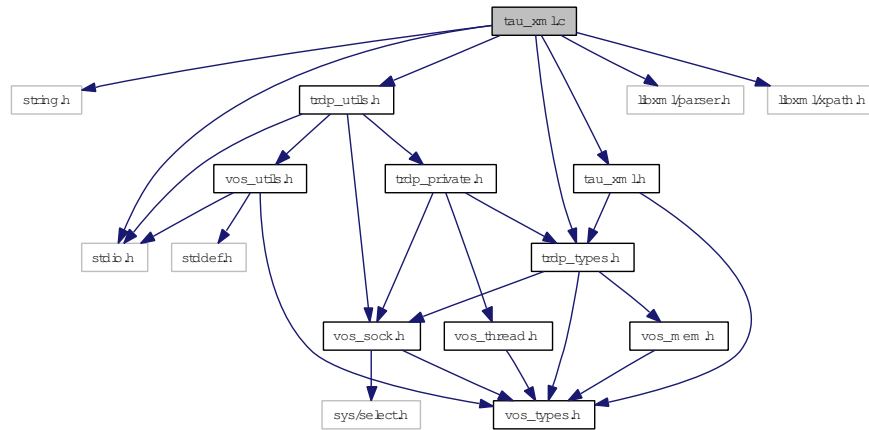 tau_xml.c
string.h
trdp_utils.h
libxml/parser.h
libxml/xpath.h
vos_utils.h
trdp_private.h
tau_xml.h
stdio.h
stddef.h
trdp_types.h
vos_sock.h
vos_thread.h
vos_mem.h
sys/select.h
vos_types.h